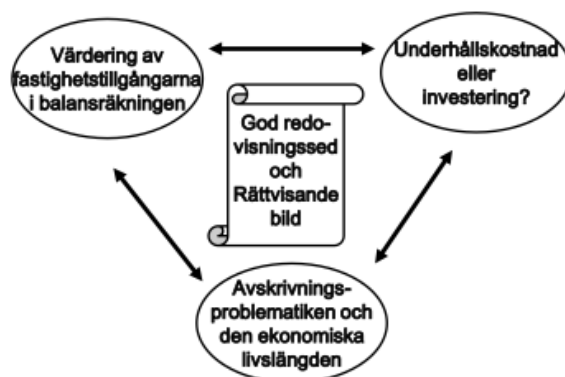 Värdering av
fastighetstillgångarna
i balansräkningen
Underhållskostnad
eller
investering?
God redo-
visningssed
och
Rättvisande
bild
Avskrivnings-
problematiken och
den ekonomiska
livslängden